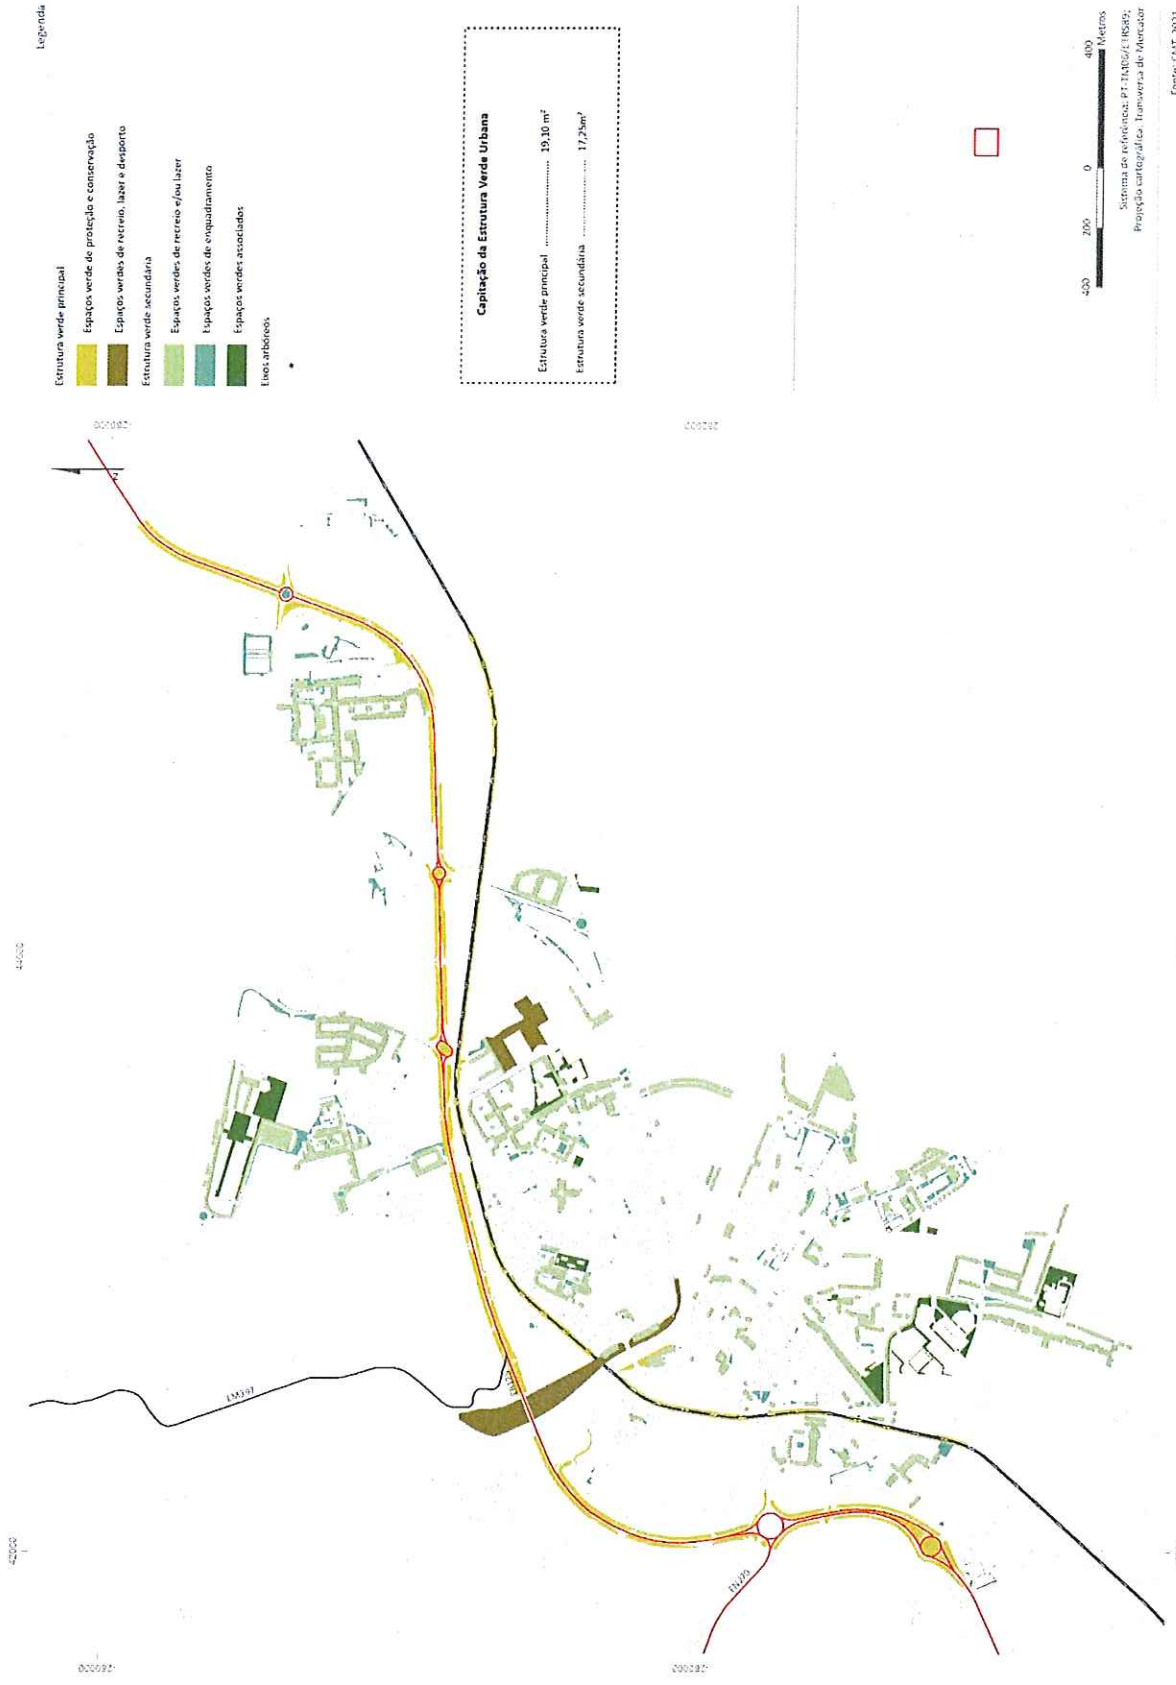 Legenda
Estrutura verde principal
Espaços verde de proteção e conservação
Espaços verdes de recreio, lazer e desporto
Estrutura verde secundária
Espaços verdes de recreio e/ou lazer
Espaços verdes de enquadramento
Espaços verdes associados
Eixos arbóreos
Capitação da Estrutura Verde Urbana
Estrutura verde principal ........... 19,10 m²
Estrutura verde secundária ........... 17,25m²
400 200 0 400
Metros
Sistema de referência: PT-TM06/ETRS89;
Projeção cartográfica: Transversa de Mercator
N
EM397
EN125
42000
44000